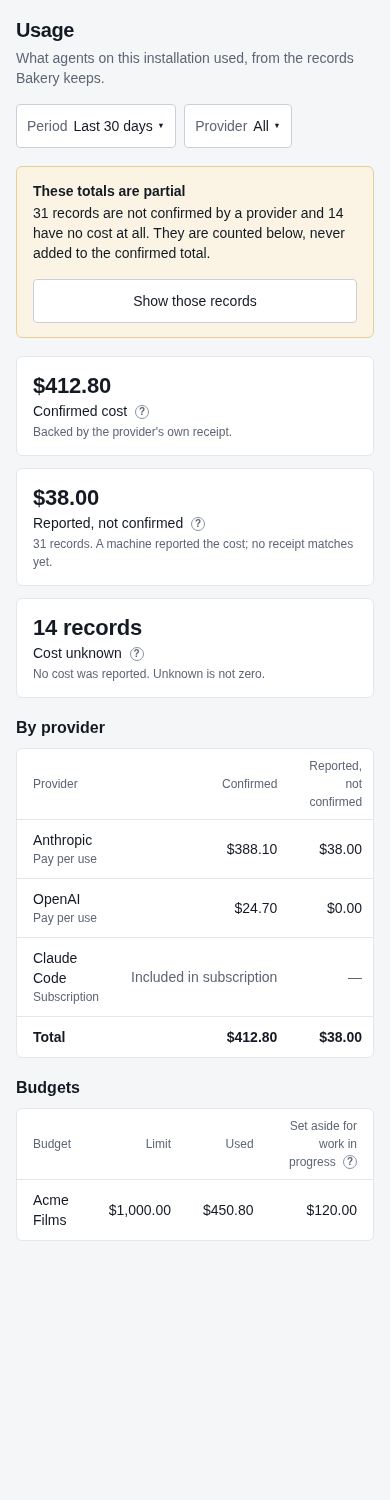 Usage
What agents on this installation used, from the records
Bakery keeps.
Period Last 30 days ▾ Provider All ▾
These totals are partial
31 records are not confirmed by a provider and 14
have no cost at all. They are counted below, never
added to the confirmed total.
Show those records
$412.80
Confirmed cost ?
Backed by the provider's own receipt.
$38.00
Reported, not confirmed ?
31 records. A machine reported the cost; no receipt matches
yet.
14 records
Cost unknown ?
No cost was reported. Unknown is not zero.
By provider
Provider Confirmed Reported,
not
confirmed
Anthropic $388.10 $38.00
Pay per use
OpenAI $24.70 $0.00
Pay per use
Claude
Code
Subscription
Included in subscription —
Total $412.80 $38.00
Budgets
Budget Limit Used Set aside for
work in
progress ?
Acme
Films
$1,000.00 $450.80 $120.00